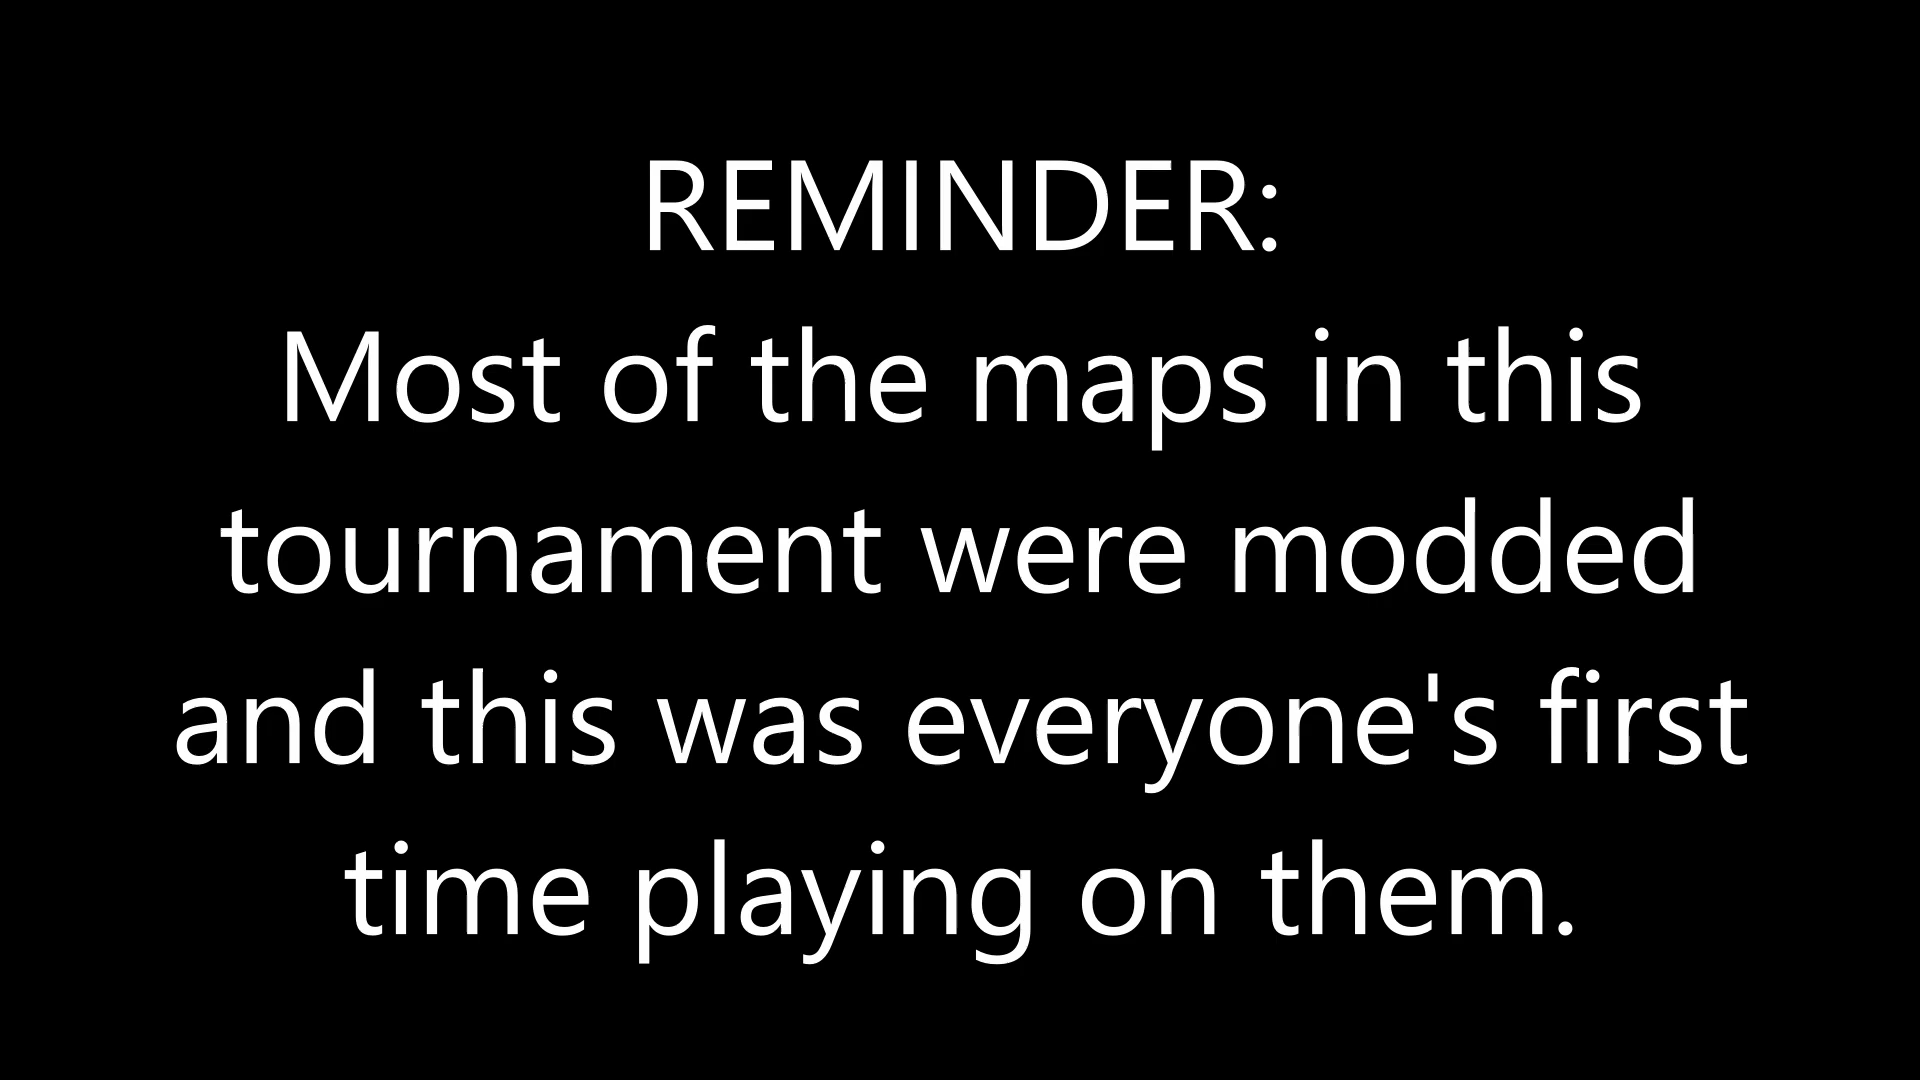 REMINDER:
Most of the maps in this
tournament were modded
and this was everyone's first
time playing on them.